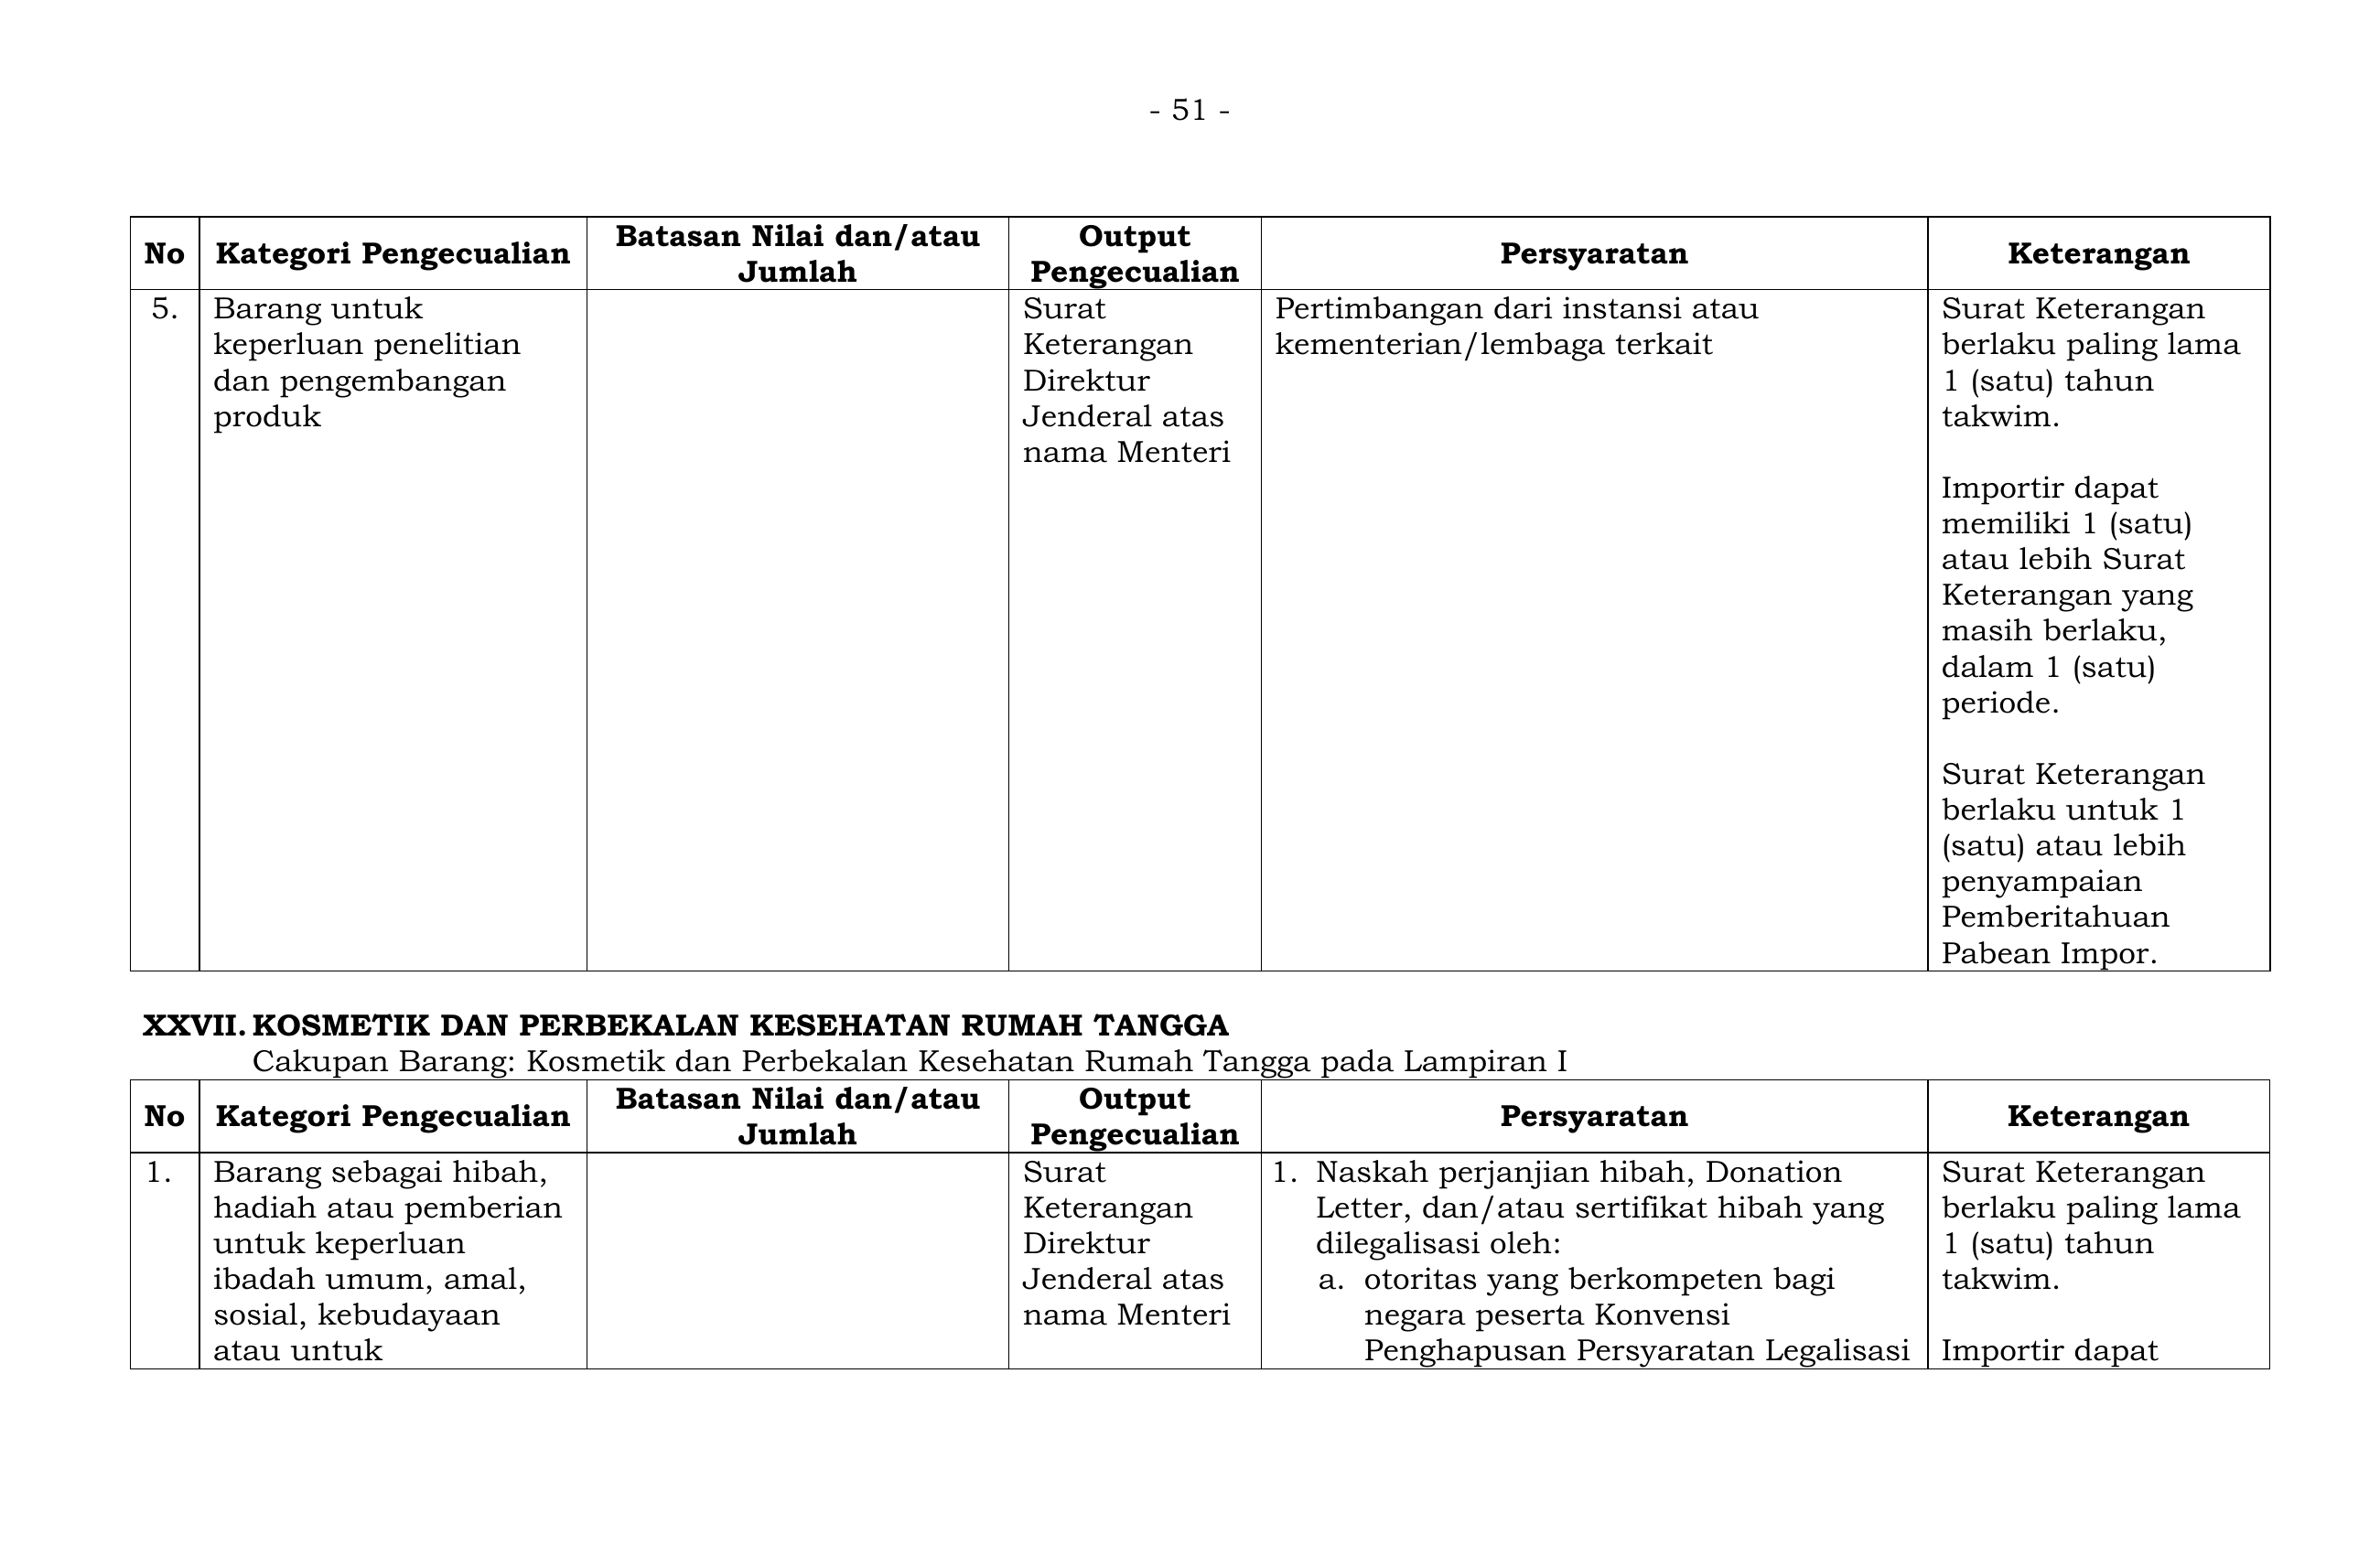 - 51 -
No
Kategori Pengecualian
Batasan Nilai dan/atau
Jumlah
Output
Pengecualian
Persyaratan
Keterangan
5.
Barang untuk
keperluan penelitian
dan pengembangan
produk
Surat
Keterangan
Direktur
Jenderal atas
nama Menteri
Pertimbangan dari instansi atau
kementerian/lembaga terkait
Surat Keterangan
berlaku paling lama
1 (satu) tahun
takwim.
Importir dapat
memiliki 1 (satu)
atau lebih Surat
Keterangan yang
masih berlaku,
dalam 1 (satu)
periode.
Surat Keterangan
berlaku untuk 1
(satu) atau lebih
penyampaian
Pemberitahuan
Pabean Impor.
XXVII. KOSMETIK DAN PERBEKALAN KESEHATAN RUMAH TANGGA
Cakupan Barang: Kosmetik dan Perbekalan Kesehatan Rumah Tangga pada Lampiran I
No
Kategori Pengecualian
Batasan Nilai dan/atau
Jumlah
Output
Pengecualian
Persyaratan
Keterangan
1.
Barang sebagai hibah,
hadiah atau pemberian
untuk keperluan
ibadah umum, amal,
sosial, kebudayaan
atau untuk
Surat
Keterangan
Direktur
Jenderal atas
nama Menteri
1. Naskah perjanjian hibah, Donation
Letter, dan/atau sertifikat hibah yang
dilegalisasi oleh:
a. otoritas yang berkompeten bagi
negara peserta Konvensi
Penghapusan Persyaratan Legalisasi
Surat Keterangan
berlaku paling lama
1 (satu) tahun
takwim.
Importir dapat